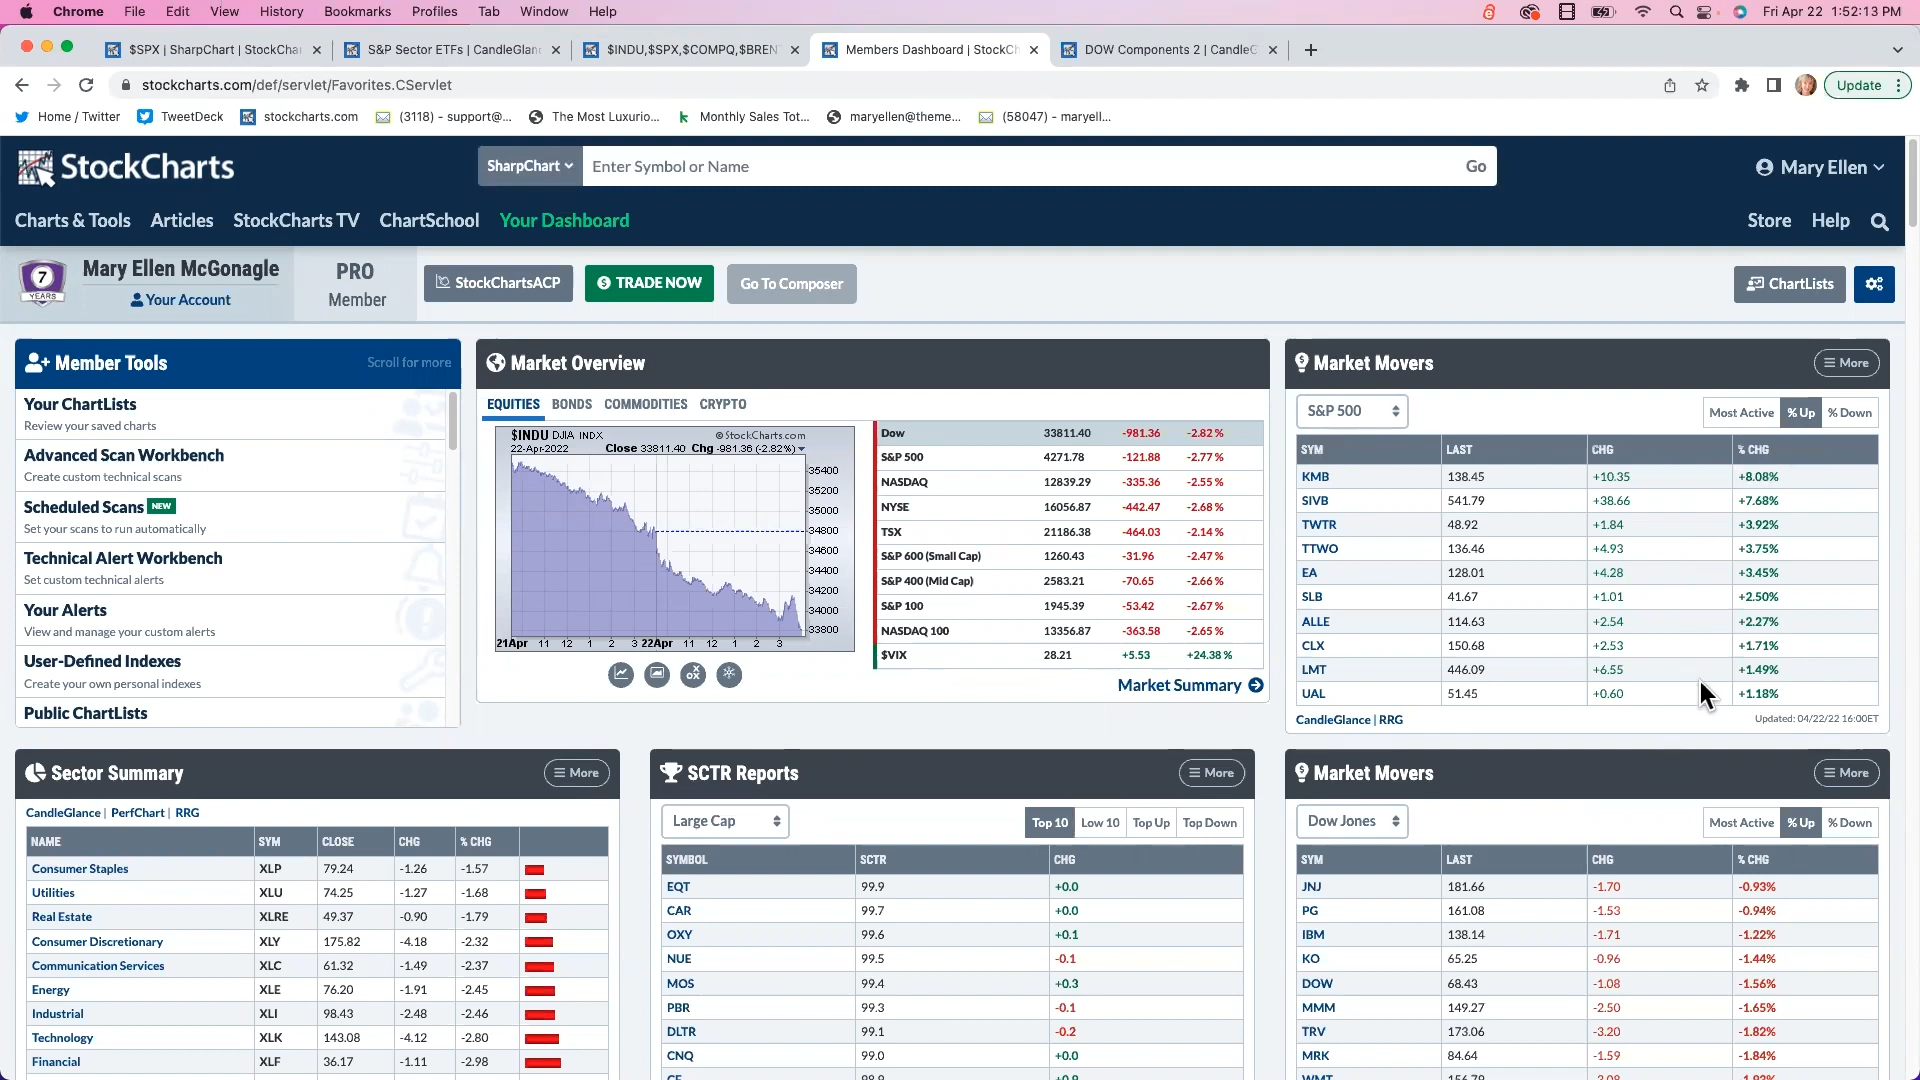 Chrome File Edit View History Bookmarks Profiles Tab Window Help Fri Apr 22 1:52:13 PM
$SPX | SharpChart | StockChar S&P Sector ETFs | CandleGlanc $INDU,$SPX,$COMPQ,$BREN Members Dashboard | StockCh DOW Components 2 | CandleG
stockcharts.com/def/servlet/Favorites.CServlet Update
Home / Twitter TweetDeck stockcharts.com (3118) - support@... The Most Luxurio... Monthly Sales Tot... maryellen@theme... (58047) - maryell...
StockCharts SharpChart Enter Symbol or Name Go Mary Ellen
Charts & Tools Articles StockCharts TV ChartSchool Your Dashboard Store Help
7 YEARS Mary Ellen McGonagle PRO StockChartsACP TRADE NOW Go To Composer ChartLists
Your Account Member
Member Tools Scroll for more
Your ChartLists
Review your saved charts
Advanced Scan Workbench
Create custom technical scans
Scheduled Scans NEW
Set your scans to run automatically
Technical Alert Workbench
Set custom technical alerts
Your Alerts
View and manage your custom alerts
User-Defined Indexes
Create your own personal indexes
Public ChartLists
Market Overview
EQUITIES BONDS COMMODITIES CRYPTO
$INDU DJIA INDX © StockCharts.com
22-Apr-2022 Close 33811.40 Chg -981.36 (-2.82%)
35400
35200
35000
34800
34600
34400
34200
34000
33800
21Apr 11 12 1 2 3 22Apr 11 12 1 2 3
Dow 33811.40 -981.36 -2.82 %
S&P 500 4271.78 -121.88 -2.77 %
NASDAQ 12839.29 -335.36 -2.55 %
NYSE 16056.87 -442.47 -2.68 %
TSX 21186.38 -464.03 -2.14 %
S&P 600 (Small Cap) 1260.43 -31.96 -2.47 %
S&P 400 (Mid Cap) 2583.21 -70.65 -2.66 %
S&P 100 1945.39 -53.42 -2.67 %
NASDAQ 100 13356.87 -363.58 -2.65 %
$VIX 28.21 +5.53 +24.38 %
Market Summary
Market Movers More
S&P 500 Most Active % Up % Down
SYM LAST CHG % CHG
KMB 138.45 +10.35 +8.08%
SIVB 541.79 +38.66 +7.68%
TWTR 48.92 +1.84 +3.92%
TTWO 136.46 +4.93 +3.75%
EA 128.01 +4.28 +3.45%
SLB 41.67 +1.01 +2.50%
ALLE 114.63 +2.54 +2.27%
CLX 150.68 +2.53 +1.71%
LMT 446.09 +6.55 +1.49%
UAL 51.45 +0.60 +1.18%
CandleGlance | RRG Updated: 04/22/22 16:00ET
Sector Summary More
CandleGlance | PerfChart | RRG
NAME SYM CLOSE CHG % CHG
Consumer Staples XLP 79.24 -1.26 -1.57
Utilities XLU 74.25 -1.27 -1.68
Real Estate XLRE 49.37 -0.90 -1.79
Consumer Discretionary XLY 175.82 -4.18 -2.32
Communication Services XLC 61.32 -1.49 -2.37
Energy XLE 76.20 -1.91 -2.45
Industrial XLI 98.43 -2.48 -2.46
Technology XLK 143.08 -4.12 -2.80
Financial XLF 36.17 -1.11 -2.98
SCTR Reports More
Large Cap Top 10 Low 10 Top Up Top Down
SYMBOL SCTR CHG
EQT 99.9 +0.0
CAR 99.7 +0.0
OXY 99.6 +0.1
NUE 99.5 -0.1
MOS 99.4 +0.3
PBR 99.3 -0.1
DLTR 99.1 -0.2
CNQ 99.0 +0.0
Market Movers More
Dow Jones Most Active % Up % Down
SYM LAST CHG % CHG
JNJ 181.66 -1.70 -0.93%
PG 161.08 -1.53 -0.94%
IBM 138.14 -1.71 -1.22%
KO 65.25 -0.96 -1.44%
DOW 68.43 -1.08 -1.56%
MMM 149.27 -2.50 -1.65%
TRV 173.06 -3.20 -1.82%
MRK 84.64 -1.59 -1.84%